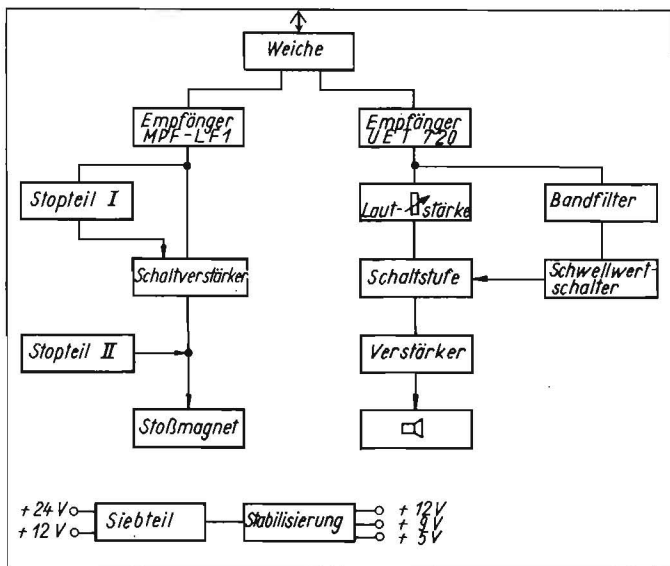 Weiche
Empfänger
MPF-LF1
Empfänger
UET 720
Stopteil I
Laut-
stärke
Bandfilter
Schaltverstärker
Schaltstufe
Schwellwert-
schalter
Stopteil II
Verstärker
Stoßmagnet
+ 24 V
+ 12 V
Siebteil
Stabilisierung
+ 12 V
+ 9 V
+ 5 V